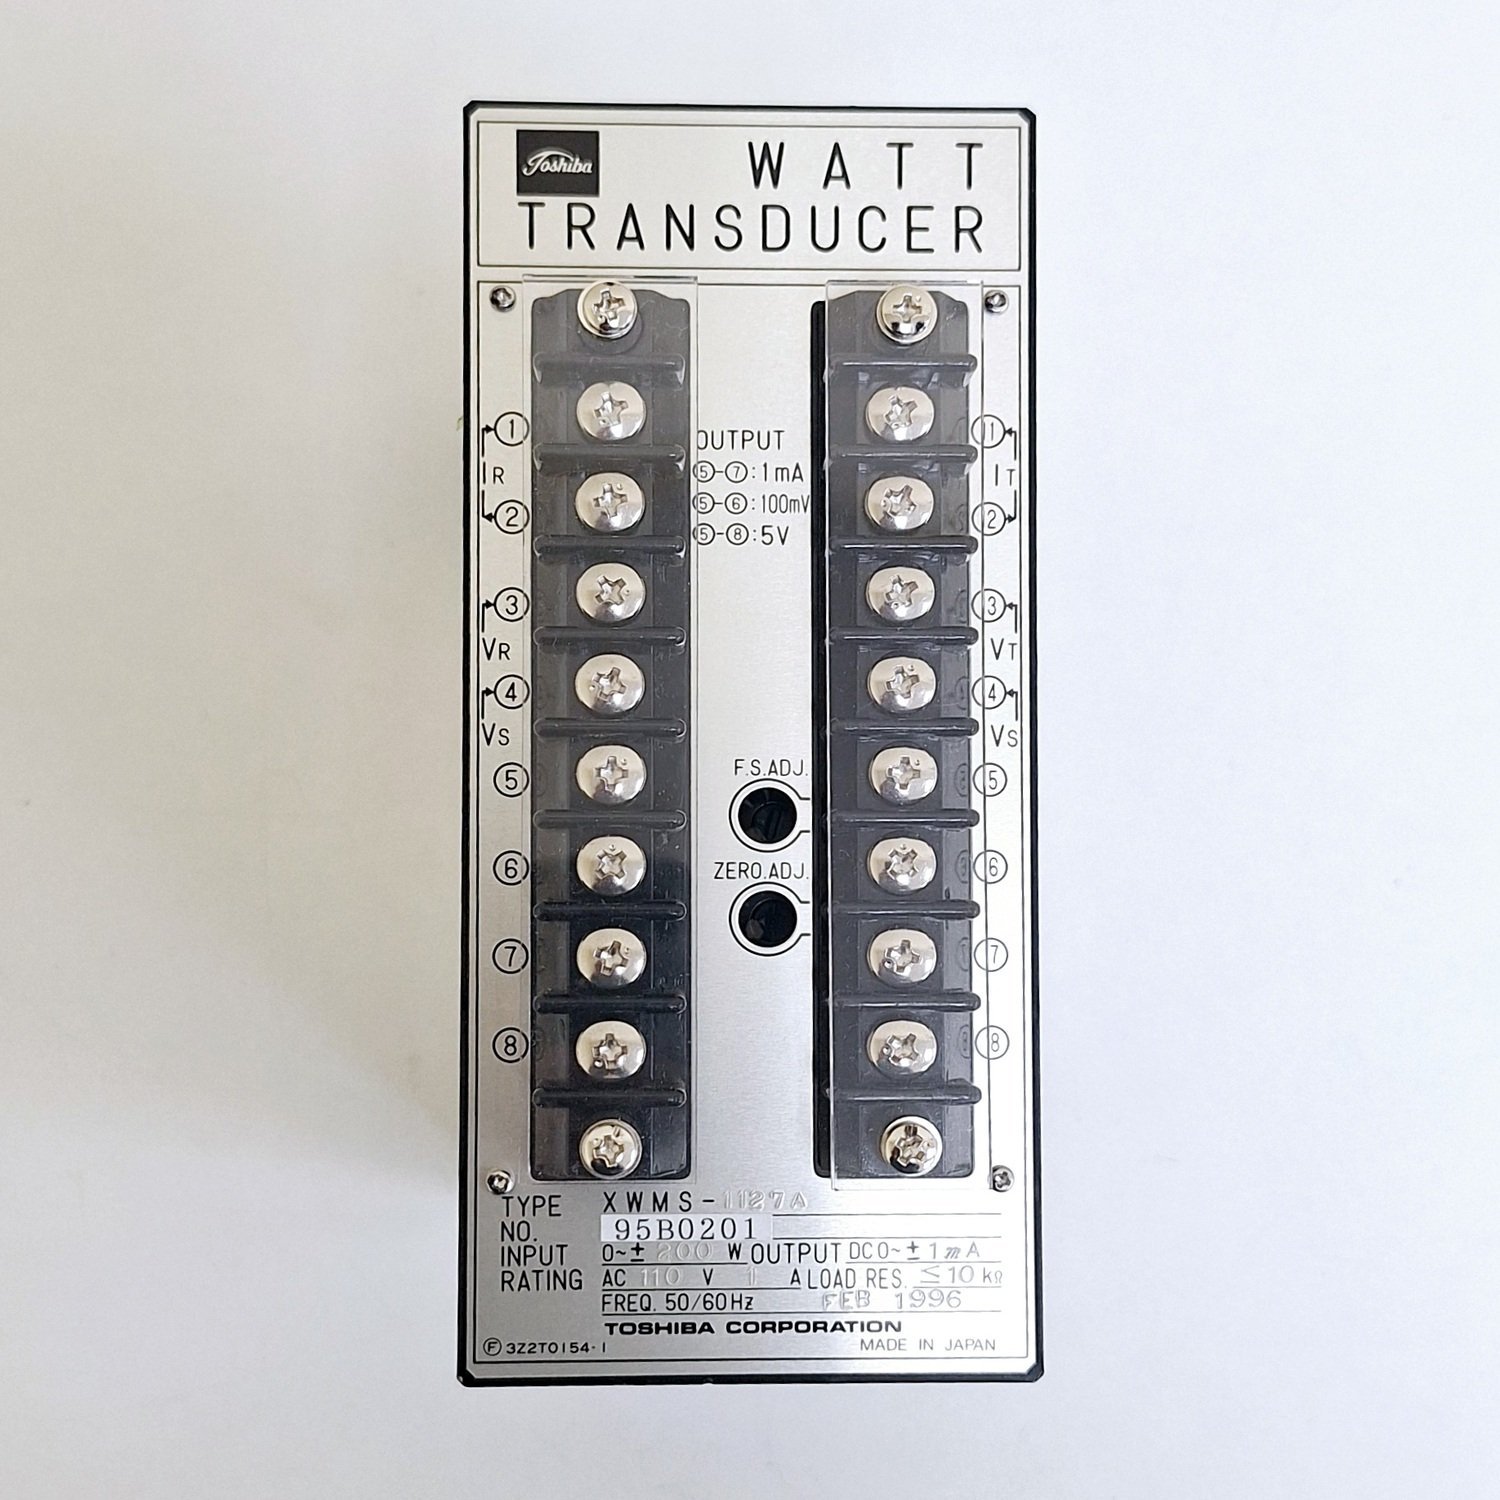 Toshiba
WATT
TRANSDUCER
1
IR
2
3
VR
4
VS
5
6
7
8
OUTPUT
⑤-⑦:1mA
⑤-⑥:100mV
⑤-⑧:5V
F.S.ADJ.
ZERO.ADJ.
1
IT
2
3
VT
4
VS
5
6
7
8
TYPE XWMS-1127A
NO. 95B0201
INPUT 0~± 200 W OUTPUT DC0~±1mA
RATING AC 110 V 1 A LOAD RES. ≤10kΩ
FREQ. 50/60Hz FEB 1996
TOSHIBA CORPORATION
Ⓕ 3Z2T0154-1 MADE IN JAPAN